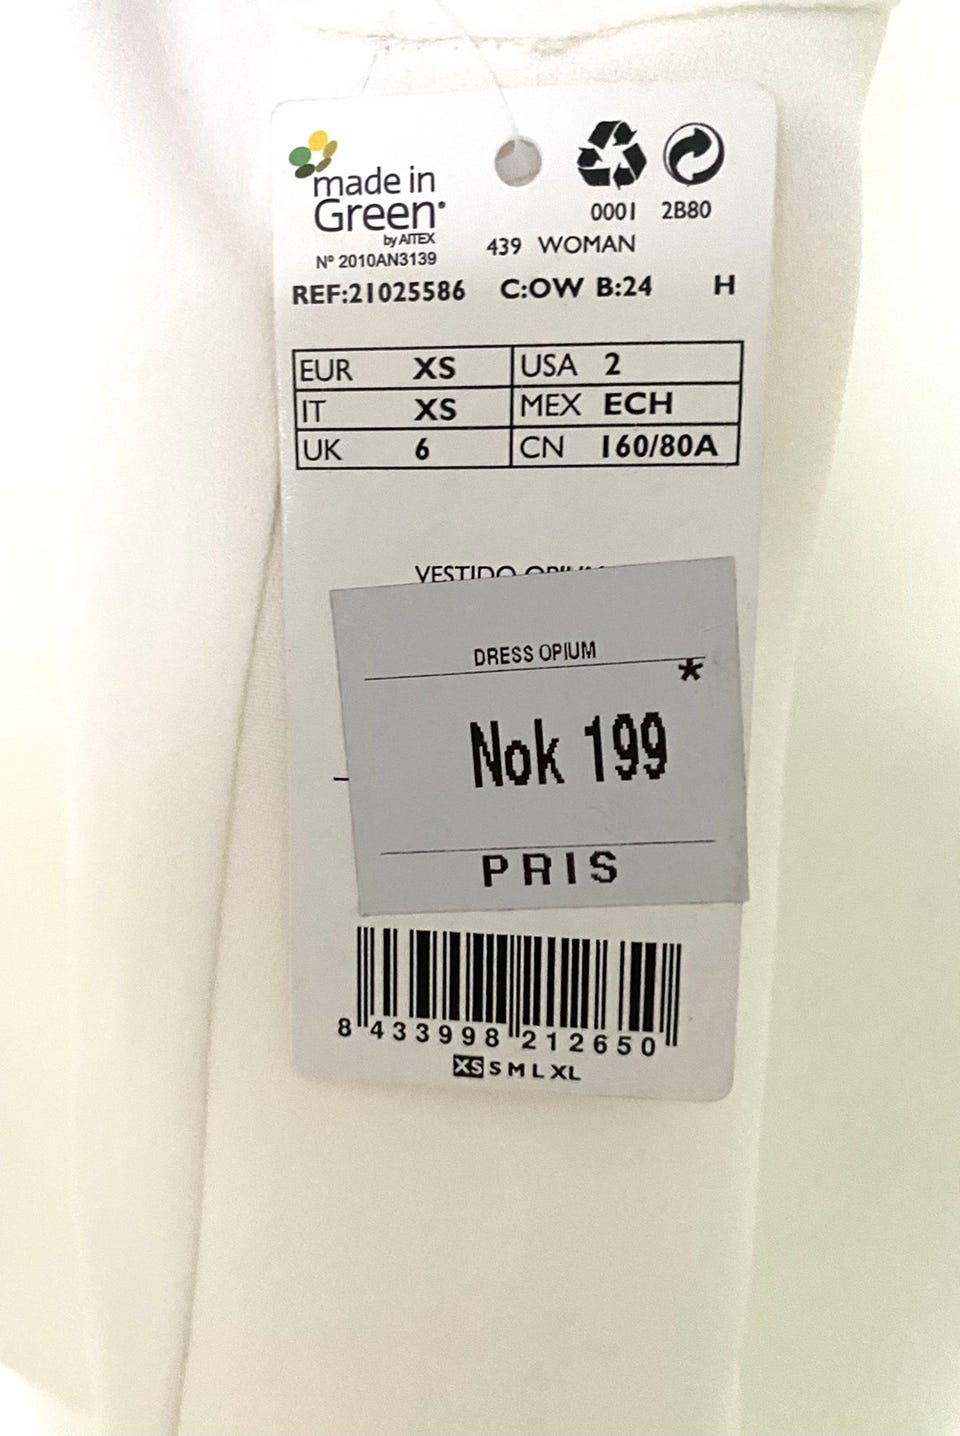 made in
Green®
by AITEX
Nº 2010AN3139
0001 2B80
439 WOMAN
REF:21025586 C:OW B:24 H
EUR XS USA 2
IT XS MEX ECH
UK 6 CN 160/80A
VESTIDO
DRESS OPIUM
*
Nok 199
PRIS
8 433998 212650
XS S M L XL